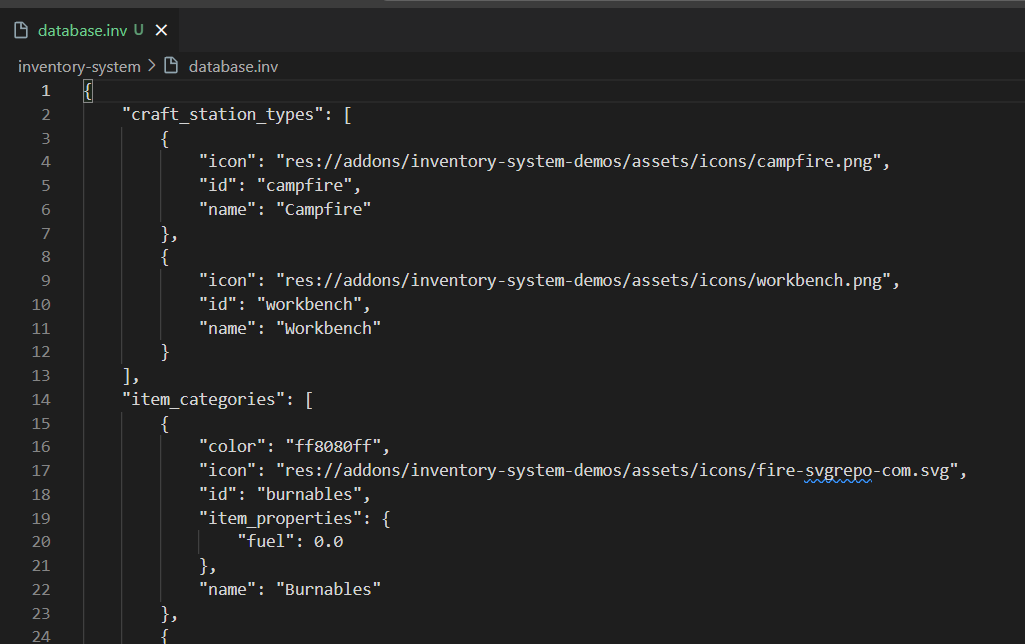 database.inv U ×
inventory-system > database.inv
1 {
2 "craft_station_types": [
3 {
4 "icon": "res://addons/inventory-system-demos/assets/icons/campfire.png",
5 "id": "campfire",
6 "name": "Campfire"
7 },
8 {
9 "icon": "res://addons/inventory-system-demos/assets/icons/workbench.png",
10 "id": "workbench",
11 "name": "Workbench"
12 }
13 ],
14 "item_categories": [
15 {
16 "color": "ff8080ff",
17 "icon": "res://addons/inventory-system-demos/assets/icons/fire-svgrepo-com.svg",
18 "id": "burnables",
19 "item_properties": {
20 "fuel": 0.0
21 },
22 "name": "Burnables"
23 },
24 {